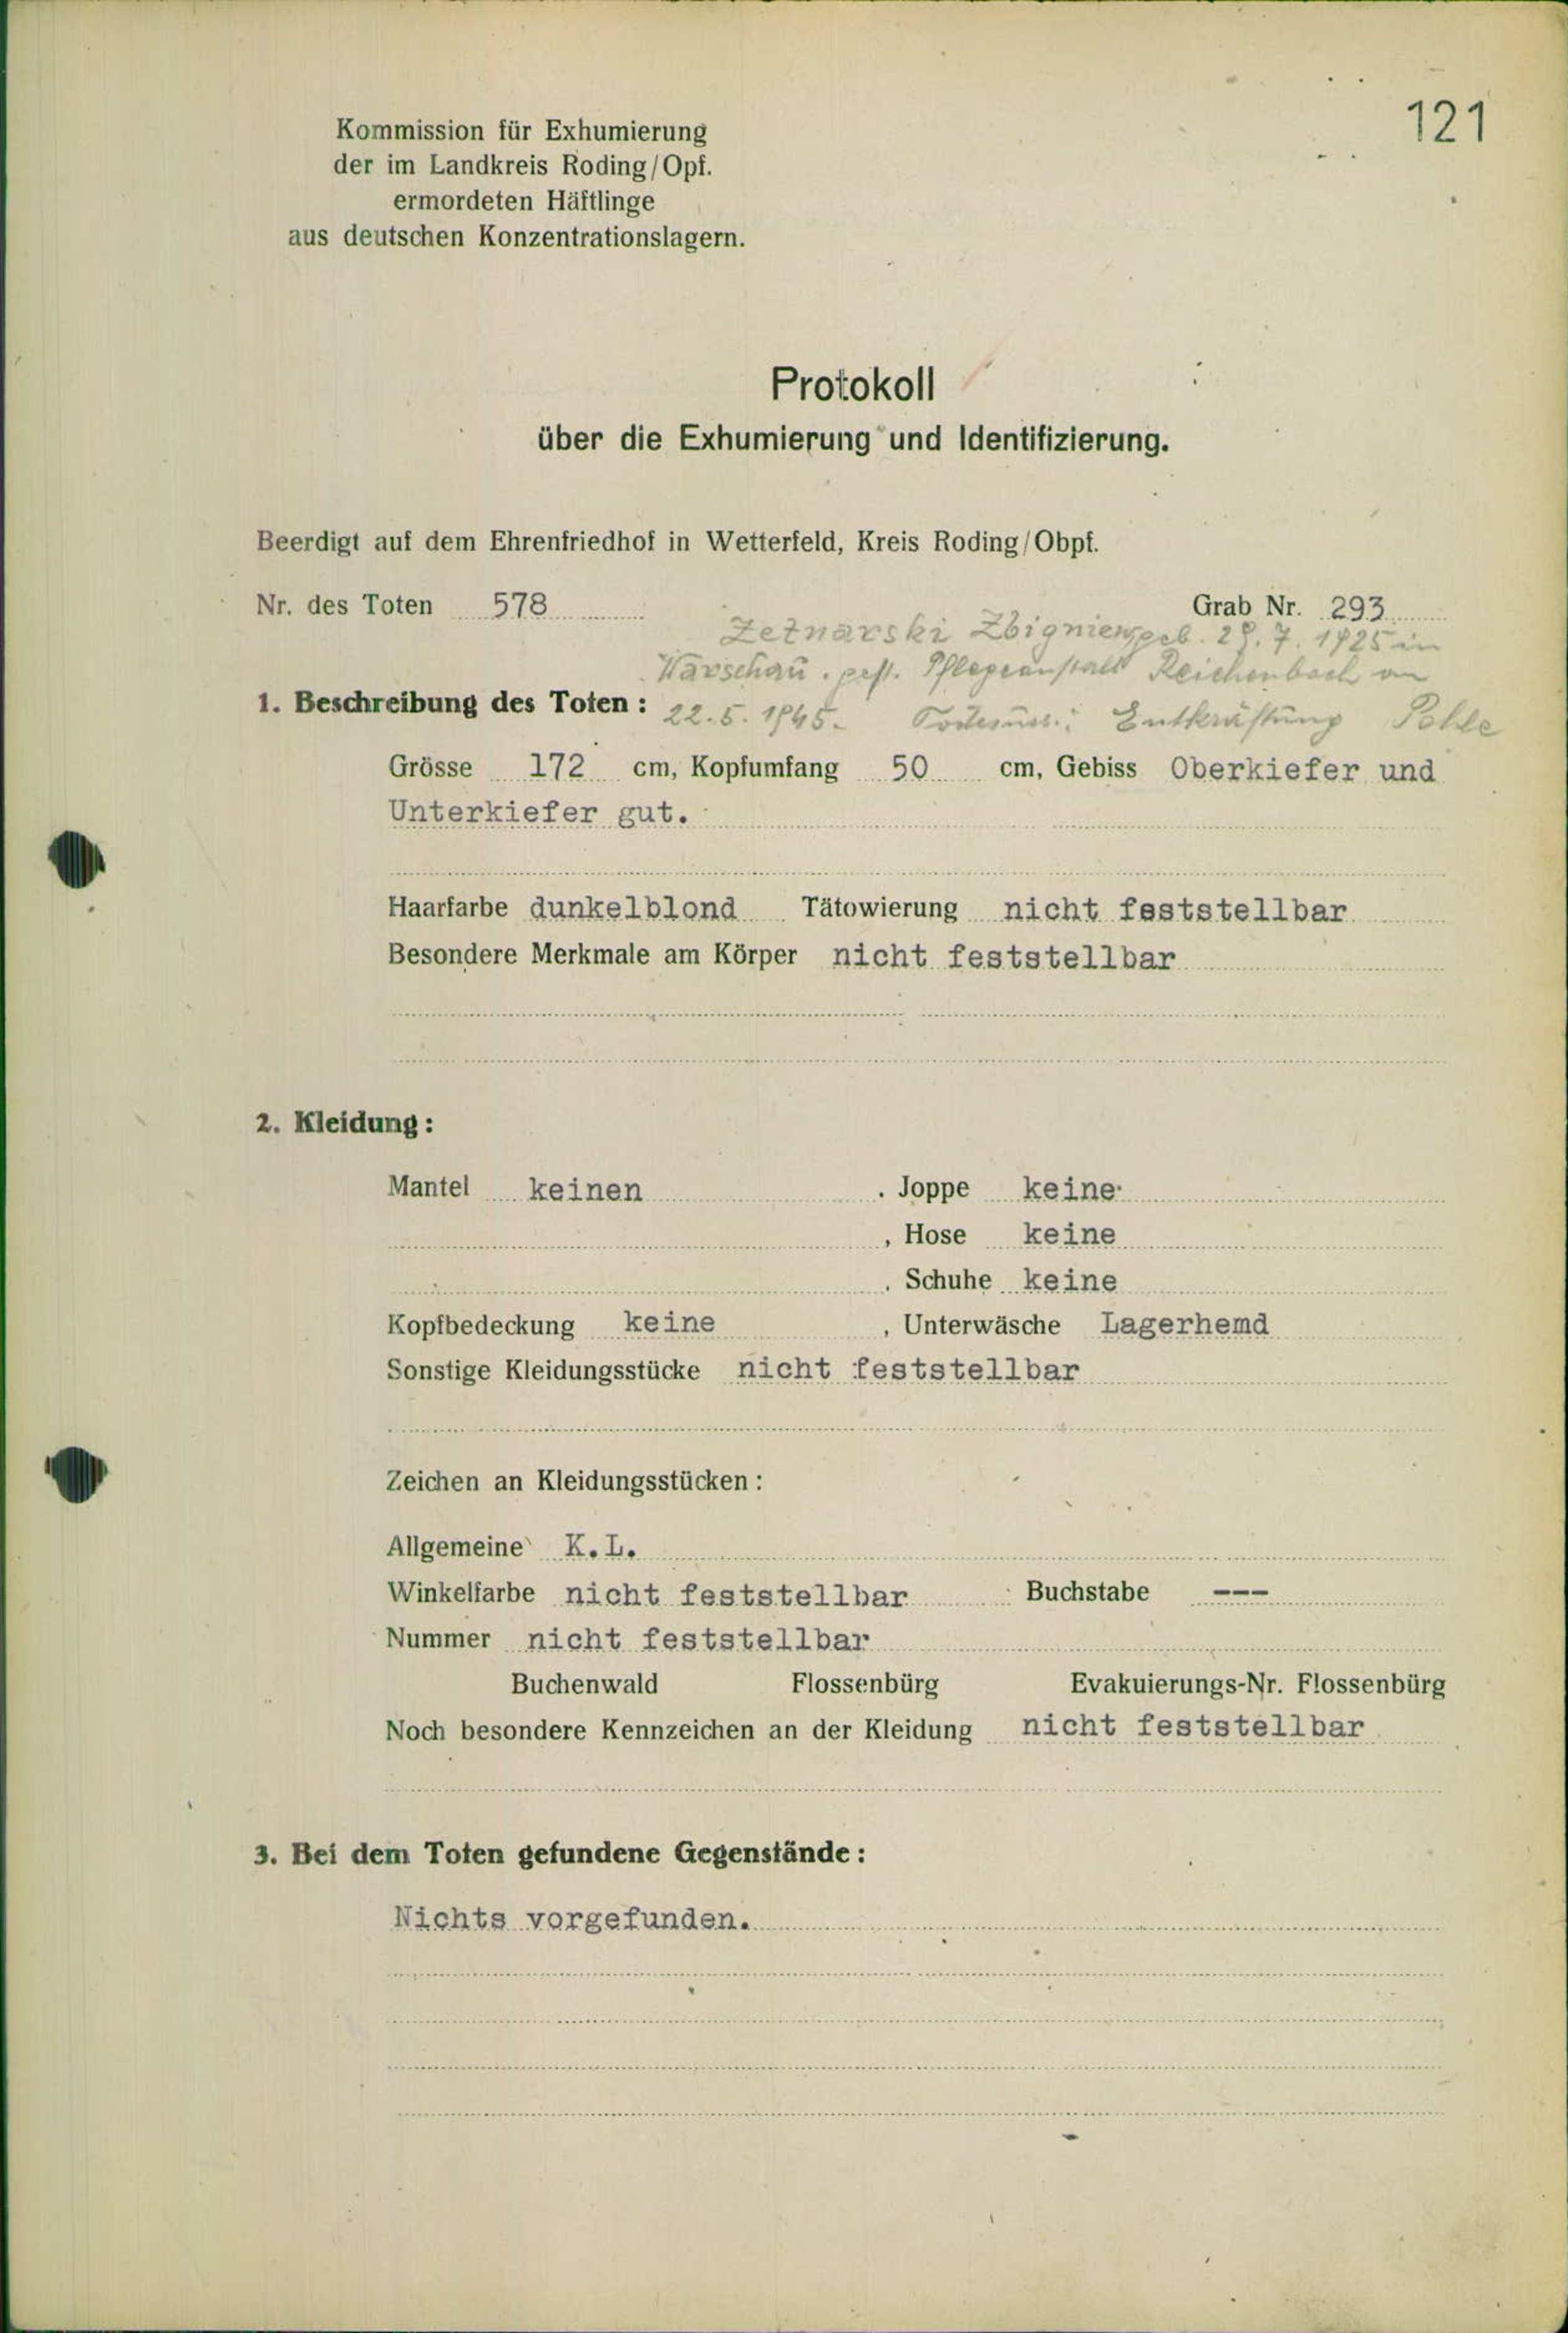 121
Kommission für Exhumierung
der im Landkreis Roding/Opf.
ermordeten Häftlinge
aus deutschen Konzentrationslagern.
Protokoll
über die Exhumierung und Identifizierung.
Beerdigt auf dem Ehrenfriedhof in Wetterfeld, Kreis Roding/Obpf.
Nr. des Toten 578 Grab Nr. 293
Zbigniew geb. 7. 1925 in
Warschau. gest. Pflegeanstalt Reichenbach am
1. Beschreibung des Toten : 22.5.1945. Todesurs.: Entkräftung Pohle
Grösse 172 cm, Kopfumfang 50 cm, Gebiss Oberkiefer und
Unterkiefer gut.
Haarfarbe dunkelblond Tätowierung nicht feststellbar
Besondere Merkmale am Körper nicht feststellbar
2. Kleidung :
Mantel keinen , Joppe keine
, Hose keine
, Schuhe keine
Kopfbedeckung keine , Unterwäsche Lagerhemd
Sonstige Kleidungsstücke nicht feststellbar
Zeichen an Kleidungsstücken :
Allgemeine K.L.
Winkelfarbe nicht feststellbar Buchstabe ---
Nummer nicht feststellbar
Buchenwald Flossenbürg Evakuierungs-Nr. Flossenbürg
Noch besondere Kennzeichen an der Kleidung nicht feststellbar
3. Bei dem Toten gefundene Gegenstände :
Nichts vorgefunden.